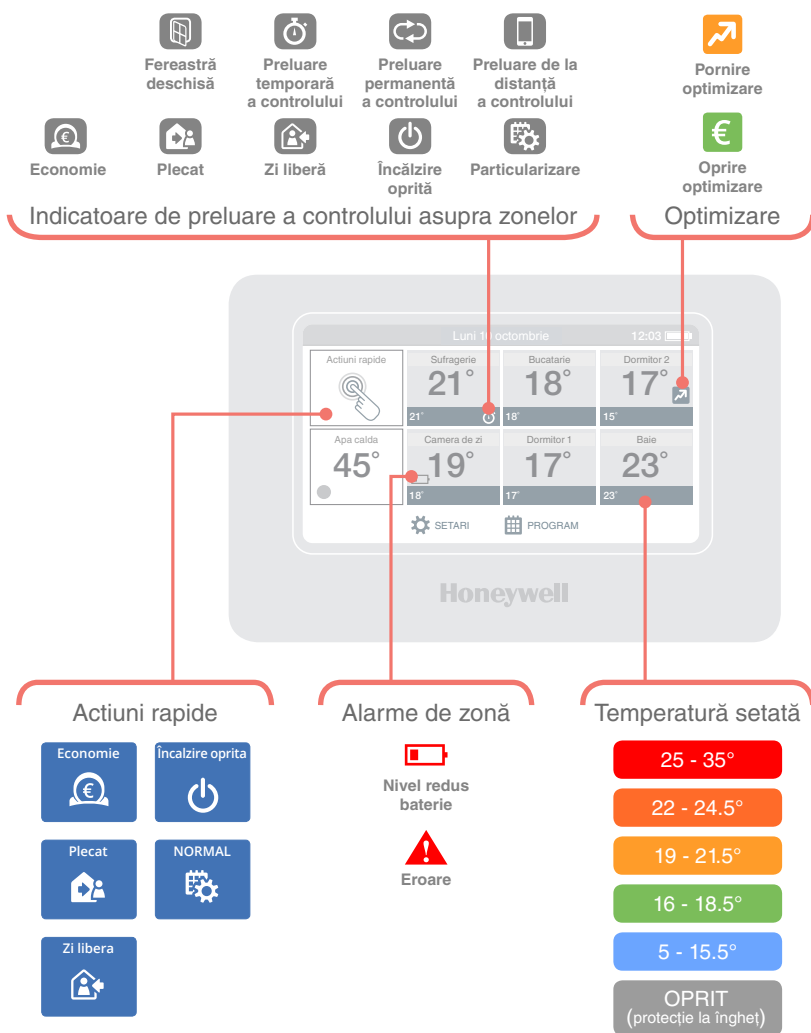 Fereastră
deschisă
Preluare
temporară
a controlului
Preluare
permanentă
a controlului
Preluare de la
distanță
a controlului
Pornire
optimizare
Economie
Plecat
Zi liberă
Încălzire
oprită
Particularizare
Oprire
optimizare
Indicatoare de preluare a controlului asupra zonelor
Optimizare
Luni 10 octombrie 12:03
Actiuni rapide
Sufragerie
21°
21°
Bucatarie
18°
18°
Dormitor 2
17°
15°
Apa calda
45°
Camera de zi
19°
18°
Dormitor 1
17°
17°
Baie
23°
23°
SETARI
PROGRAM
Honeywell
Actiuni rapide
Economie
€
Încalzire oprita
Plecat
NORMAL
Zi libera
Alarme de zonă
Nivel redus
baterie
Eroare
Temperatură setată
25 - 35°
22 - 24.5°
19 - 21.5°
16 - 18.5°
5 - 15.5°
OPRIT
(protecție la îngheț)